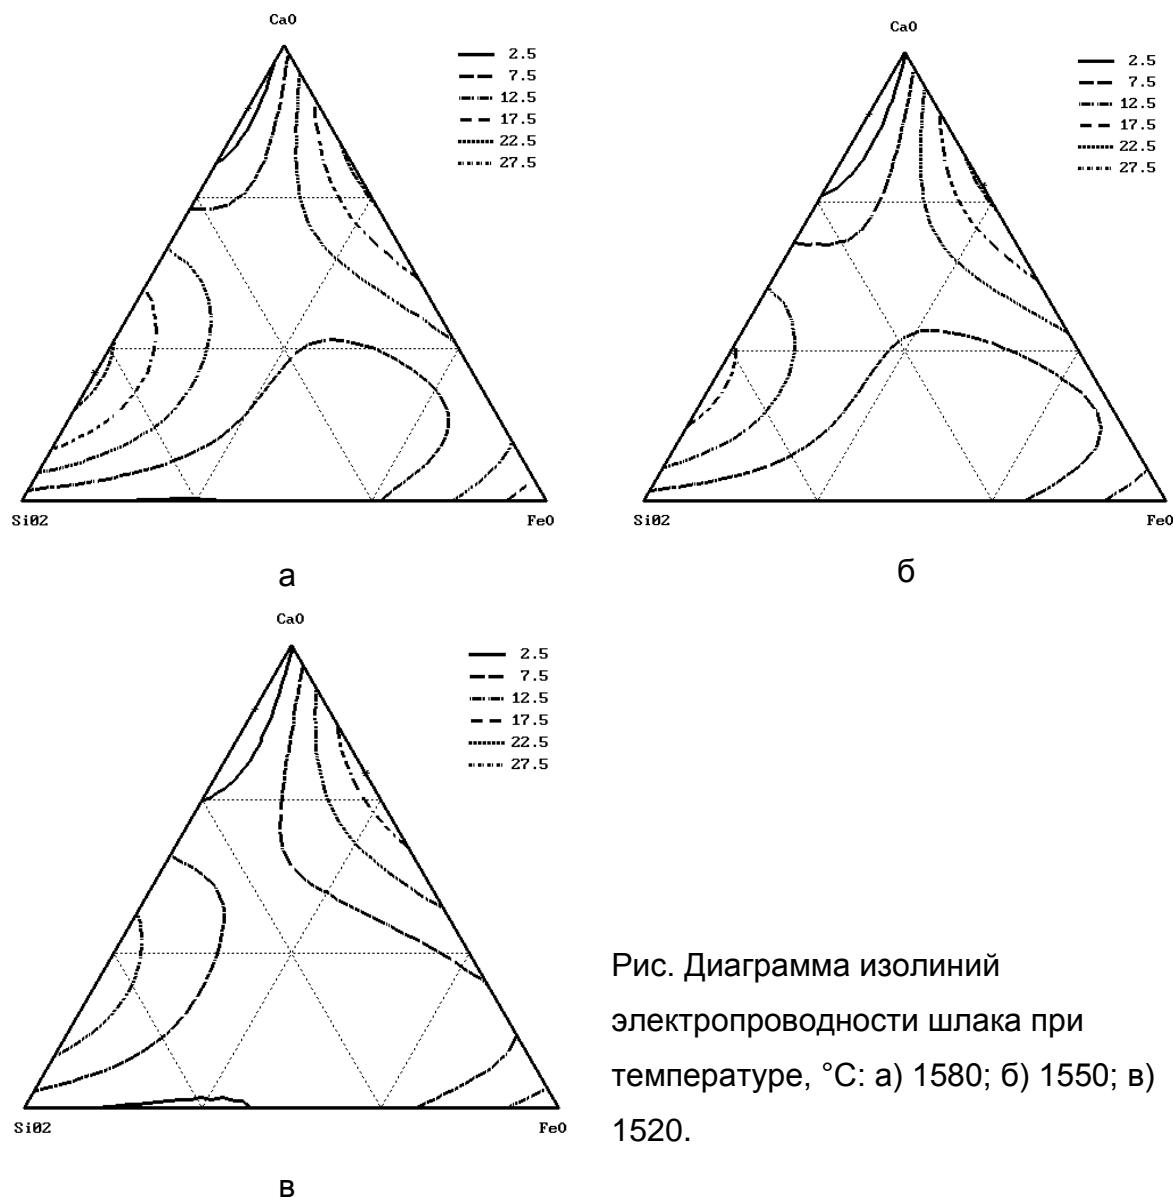 CaO
2.5
7.5
12.5
17.5
22.5
27.5
SiO2
FeO
а
CaO
2.5
7.5
12.5
17.5
22.5
27.5
SiO2
FeO
б
CaO
2.5
7.5
12.5
17.5
22.5
27.5
SiO2
FeO
в
Рис. Диаграмма изолиний
электропроводности шлака при
температуре, °С: а) 1580; б) 1550; в)
1520.